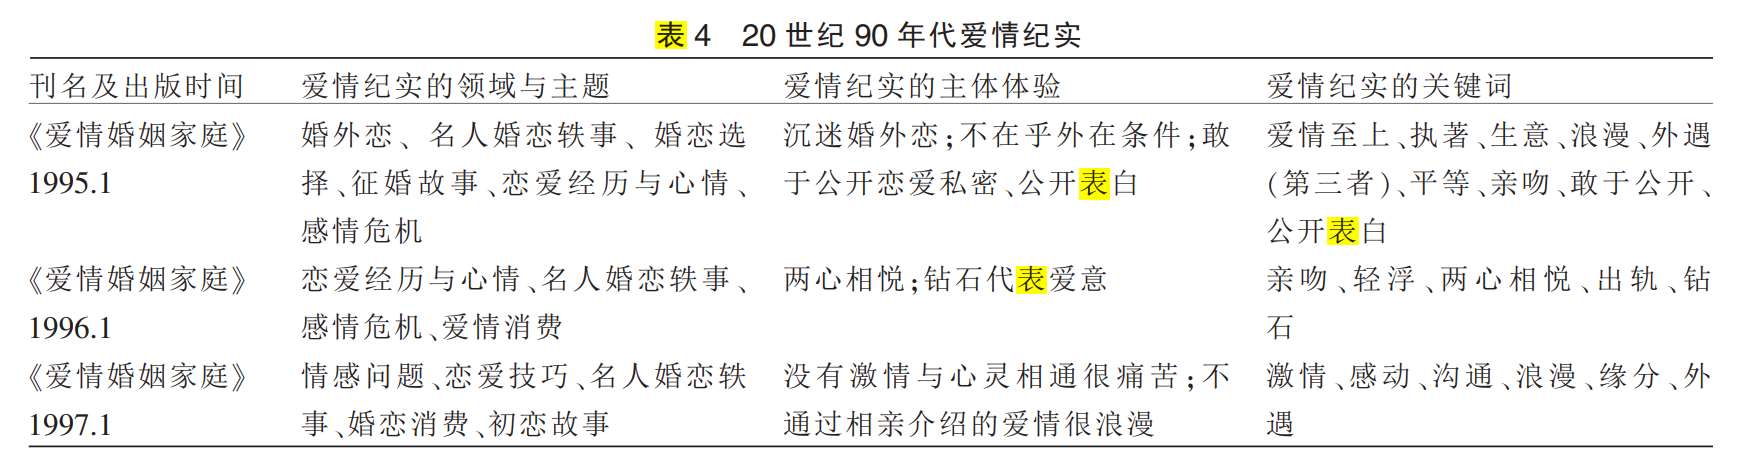 表 4 20 世纪 90 年代爱情纪实
刊名及出版时间 爱情纪实的领域与主题 爱情纪实的主体体验 爱情纪实的关键词
《爱情婚姻家庭》 婚外恋、名人婚恋轶事、婚恋选 沉迷婚外恋;不在乎外在条件;敢 爱情至上、执著、生意、浪漫、外遇
1995.1 择、征婚故事、恋爱经历与心情、 于公开恋爱私密、公开表白 (第三者)、平等、亲吻、敢于公开、
感情危机 公开表白
《爱情婚姻家庭》 恋爱经历与心情、名人婚恋轶事、 两心相悦;钻石代表爱意 亲吻、轻浮、两心相悦、出轨、钻
1996.1 感情危机、爱情消费 石
《爱情婚姻家庭》 情感问题、恋爱技巧、名人婚恋轶 没有激情与心灵相通很痛苦;不 激情、感动、沟通、浪漫、缘分、外
1997.1 事、婚恋消费、初恋故事 通过相亲介绍的爱情很浪漫 遇